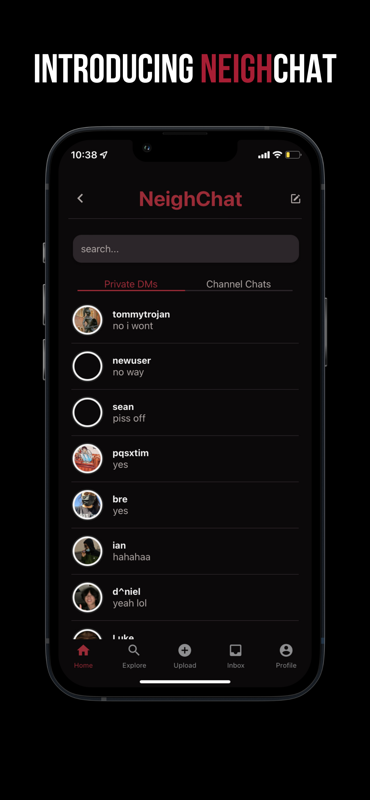 INTRODUCING NEIGHCHAT
10:38
NeighChat
search...
Private DMs
Channel Chats
tommytrojan
no i wont
newuser
no way
sean
piss off
pqsxtim
yes
bre
yes
ian
hahahaa
d^niel
yeah lol
Luke
Home
Explore
Upload
Inbox
Profile